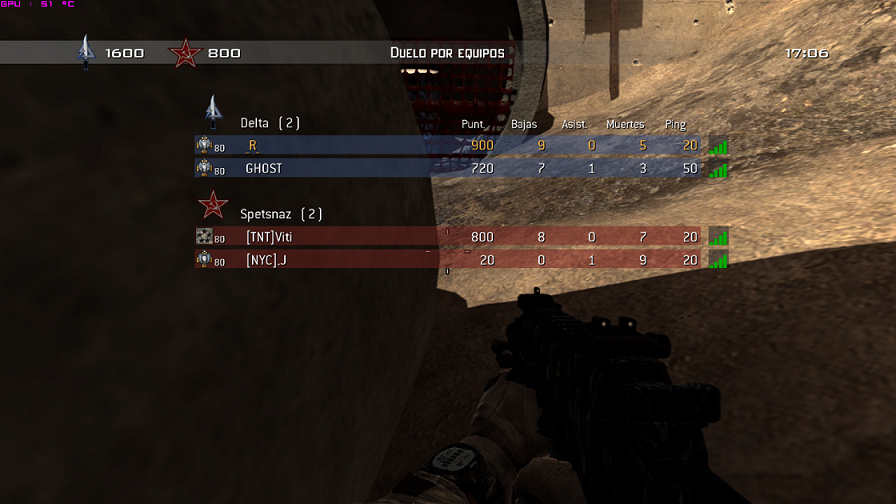 GPU : 51 ºC
1600 800 Duelo por equipos 17:06
Delta (2) Punt. Bajas Asist. Muertes Ping
80 _R 900 9 0 5 20
80 GHOST 720 7 1 3 50
Spetsnaz (2)
80 [TNT]Viti 800 8 0 7 20
80 [NYC].J 20 0 1 9 20